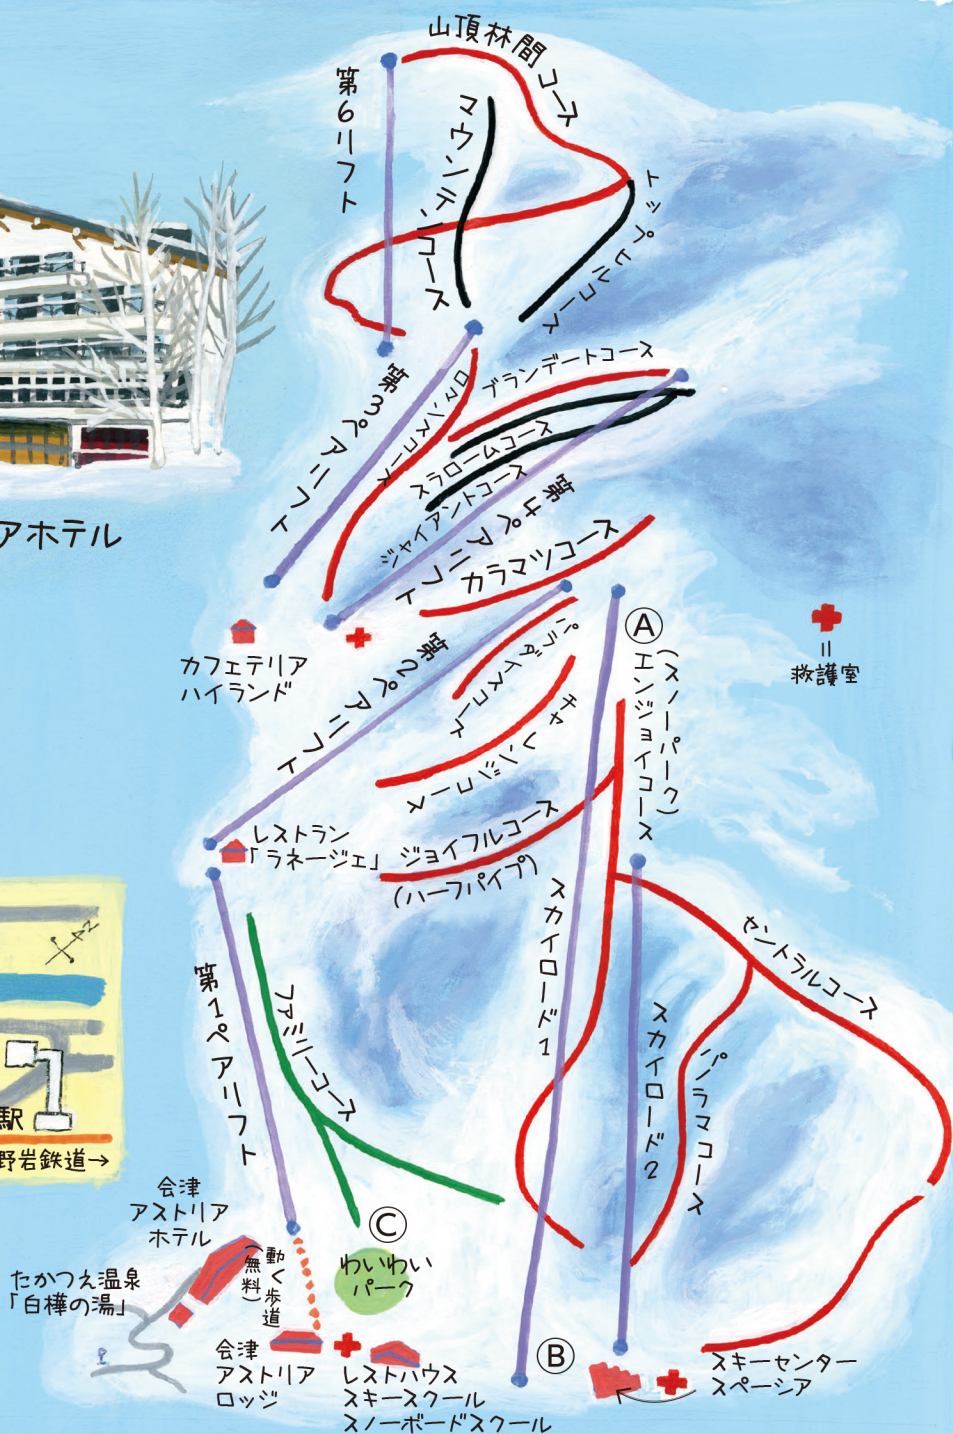 山頂林間コース
第6リフト
マウンテンコース
トップヒルコース
第3ペアリフト
ロマンスコース
ブランデートコース
スラロームコース
ジャイアントコース
第4ペアリフト
カラマツコース
アホテル
カフェテリア
ハイランド
救護室
第2ペアリフト
パラダイスコース
チャレンジコース
Ⓐ
エンジョイコース
(スノーパーク)
レストラン
「ラネージェ」
ジョイフルコース
(ハーフパイプ)
スカイロード1
セントラルコース
第1ペアリフト
ファミリーコース
スカイロード2
パノラマコース
駅
野岩鉄道→
会津
アストリア
ホテル
たかつえ温泉
「白樺の湯」
動く歩道
(無料)
Ⓒ
わいわい
パーク
会津
アストリア
ロッジ
レストハウス
スキースクール
スノーボードスクール
Ⓑ
スキーセンター
スペーシア